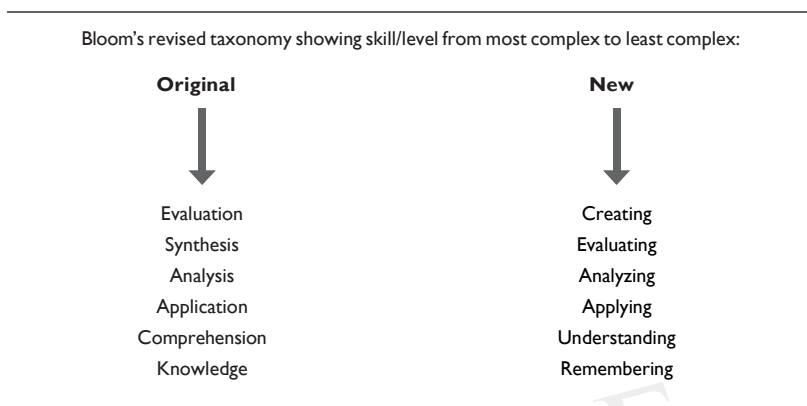 Bloom's revised taxonomy showing skill/level from most complex to least complex:
Original New
Evaluation Creating
Synthesis Evaluating
Analysis Analyzing
Application Applying
Comprehension Understanding
Knowledge Remembering